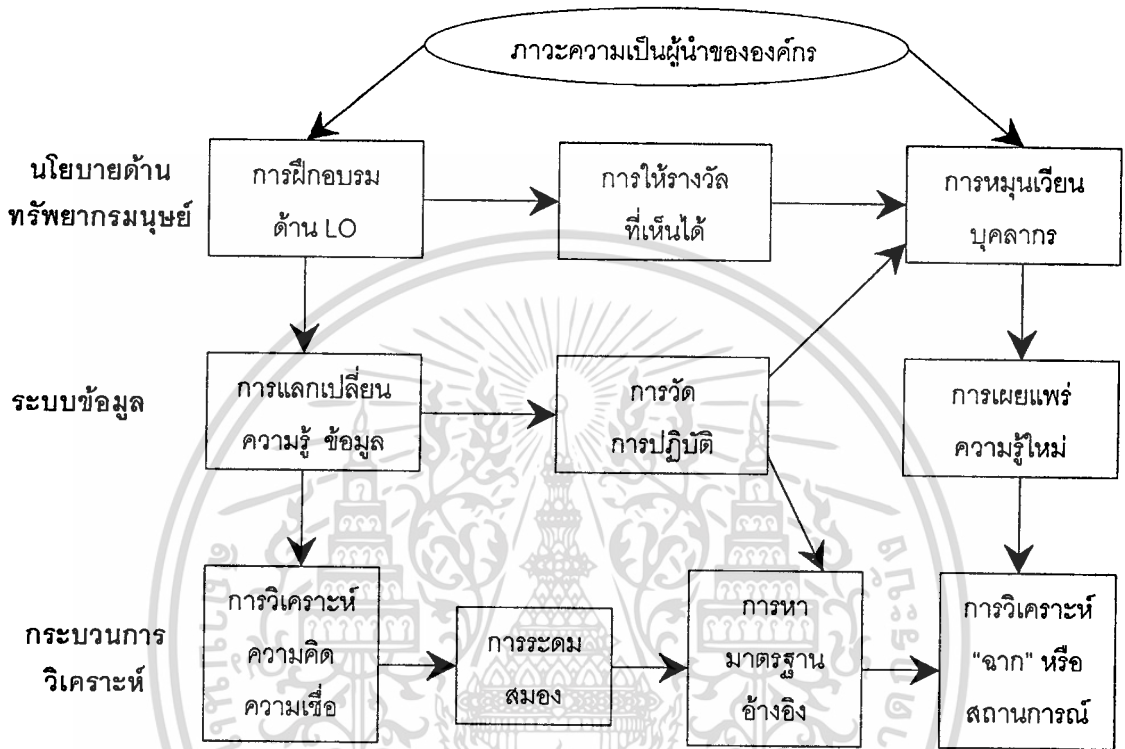 ภาวะความเป็นผู้นำขององค์กร
นโยบายด้าน
ทรัพยากรมนุษย์
การฝึกอบรม
ด้าน LO
การให้รางวัล
ที่เห็นได้
การหมุนเวียน
บุคลากร
ระบบข้อมูล
การแลกเปลี่ยน
ความรู้ ข้อมูล
การวัด
การปฏิบัติ
การเผยแพร่
ความรู้ใหม่
กระบวนการ
วิเคราะห์
การวิเคราะห์
ความคิด
ความเชื่อ
การระดม
สมอง
การหา
มาตรฐาน
อ้างอิง
การวิเคราะห์
"ฉาก" หรือ
สถานการณ์